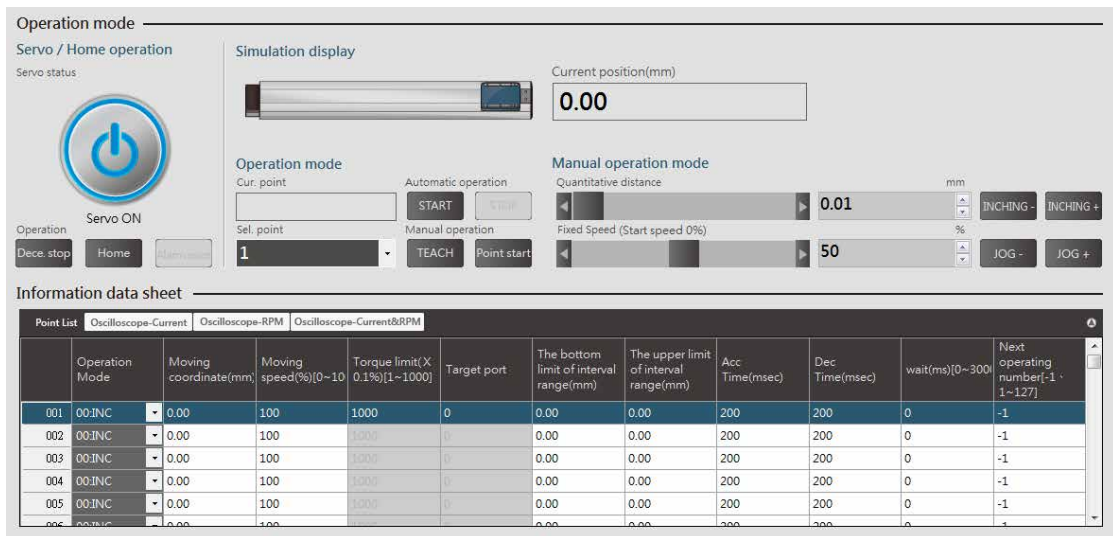 Operation mode
Servo / Home operation
Simulation display
Servo status
Current position(mm)
0.00
Servo ON
Operation
Dece. stop
Home
Operation mode
Cur. point
Automatic operation
START
STOP
Sel. point
Manual operation
1
TEACH
Point start
Manual operation mode
Quantitative distance
mm
0.01
INCHING -
INCHING +
Fixed Speed (Start speed 0%)
%
50
JOG -
JOG +
Information data sheet
Point List Oscilloscope-Current Oscilloscope-RPM Oscilloscope-Current&RPM
Operation Mode
Moving coordinate(mm)
Moving speed(%)[0~10
Torque limit(X 0.1%)[1~1000]
Target port
The bottom limit of interval range(mm)
The upper limit of interval range(mm)
Acc Time(msec)
Dec Time(msec)
wait(ms)[0~300
Next operating number[-1、1~127]
001 00:INC 0.00 100 1000 0 0.00 0.00 200 200 0 -1
002 00:INC 0.00 100 1000 0 0.00 0.00 200 200 0 -1
003 00:INC 0.00 100 1000 0 0.00 0.00 200 200 0 -1
004 00:INC 0.00 100 1000 0 0.00 0.00 200 200 0 -1
005 00:INC 0.00 100 1000 0 0.00 0.00 200 200 0 -1